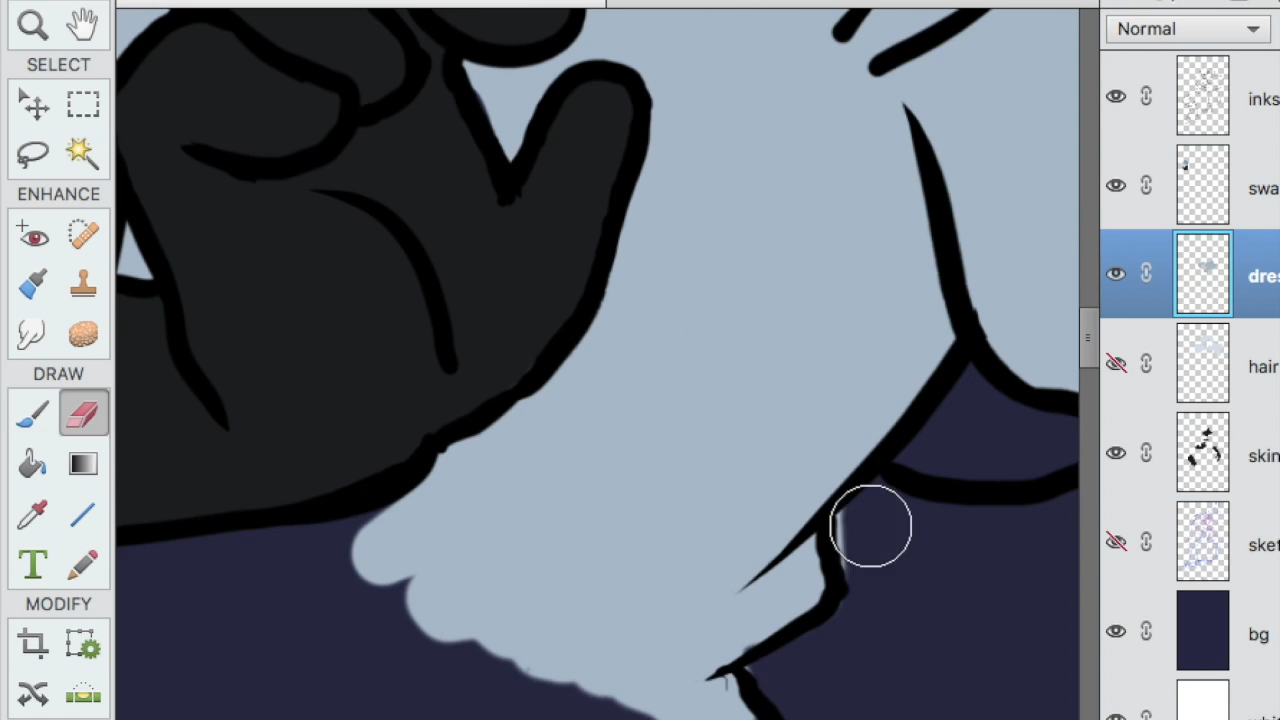 SELECT
ENHANCE
DRAW
T
MODIFY
Normal
inks
swa
dres
hair
skin
sket
bg